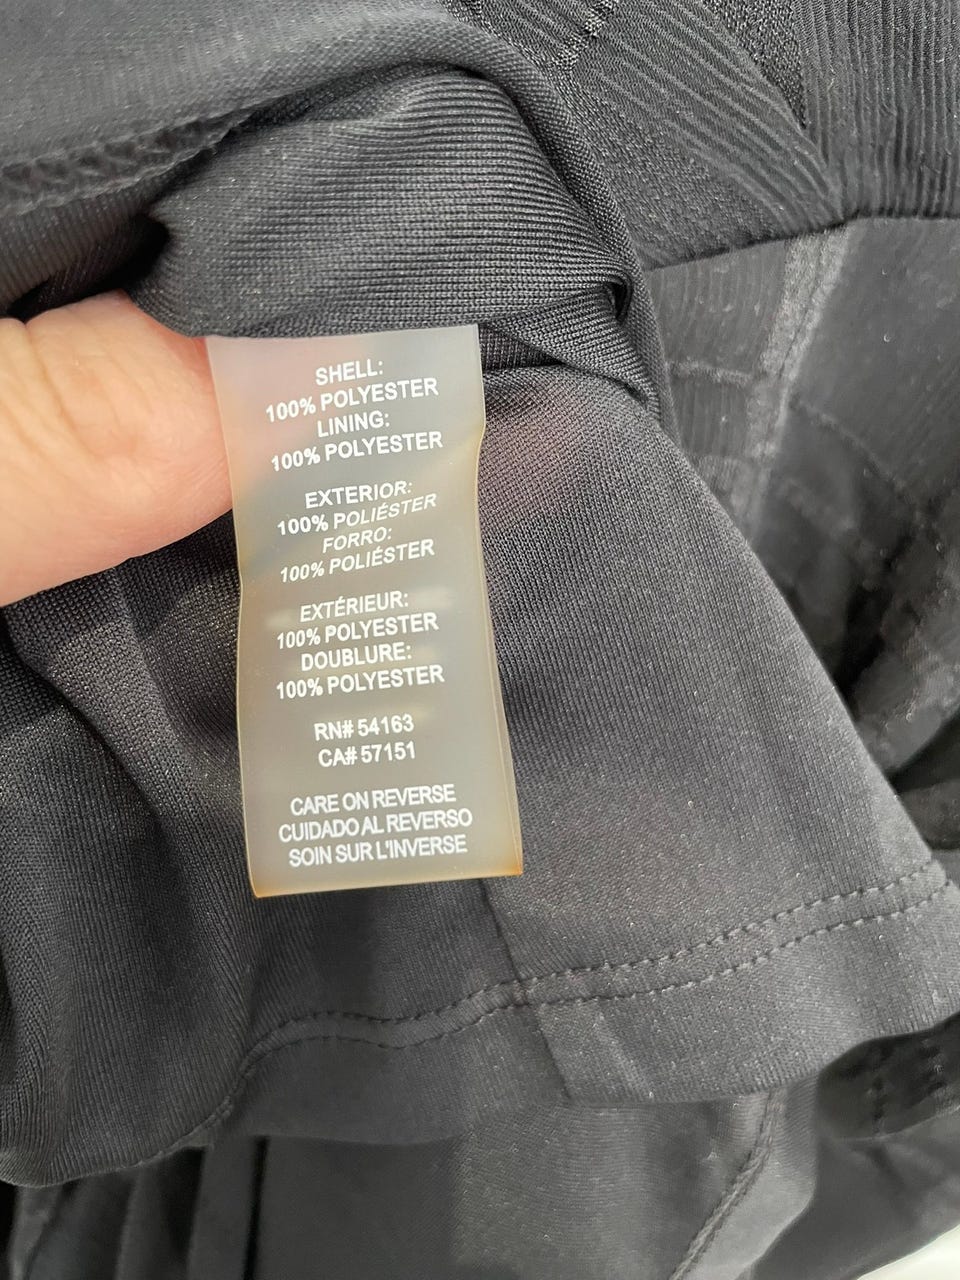 SHELL:
100% POLYESTER
LINING:
100% POLYESTER
EXTERIOR:
100% POLIÉSTER
FORRO:
100% POLIÉSTER
EXTÉRIEUR:
100% POLYESTER
DOUBLURE:
100% POLYESTER
RN# 54163
CA# 57151
CARE ON REVERSE
CUIDADO AL REVERSO
SOIN SUR L'INVERSE